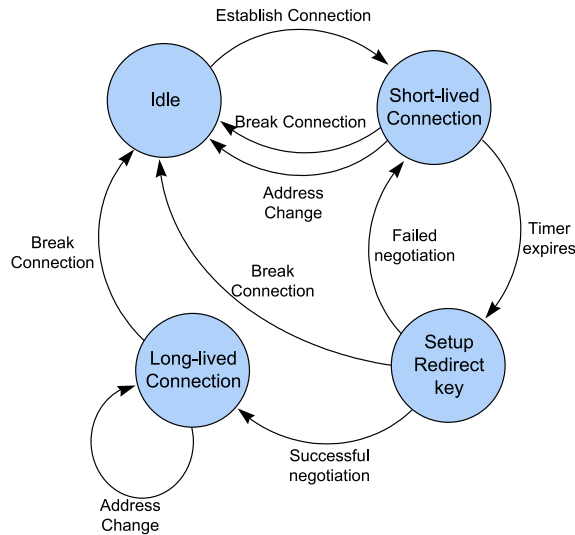 Establish Connection
Idle
Short-lived
Connection
Break Connection
Address
Change
Break
Connection
Failed
negotiation
Timer
expires
Break
Connection
Setup
Redirect
key
Long-lived
Connection
Successful
negotiation
Address
Change